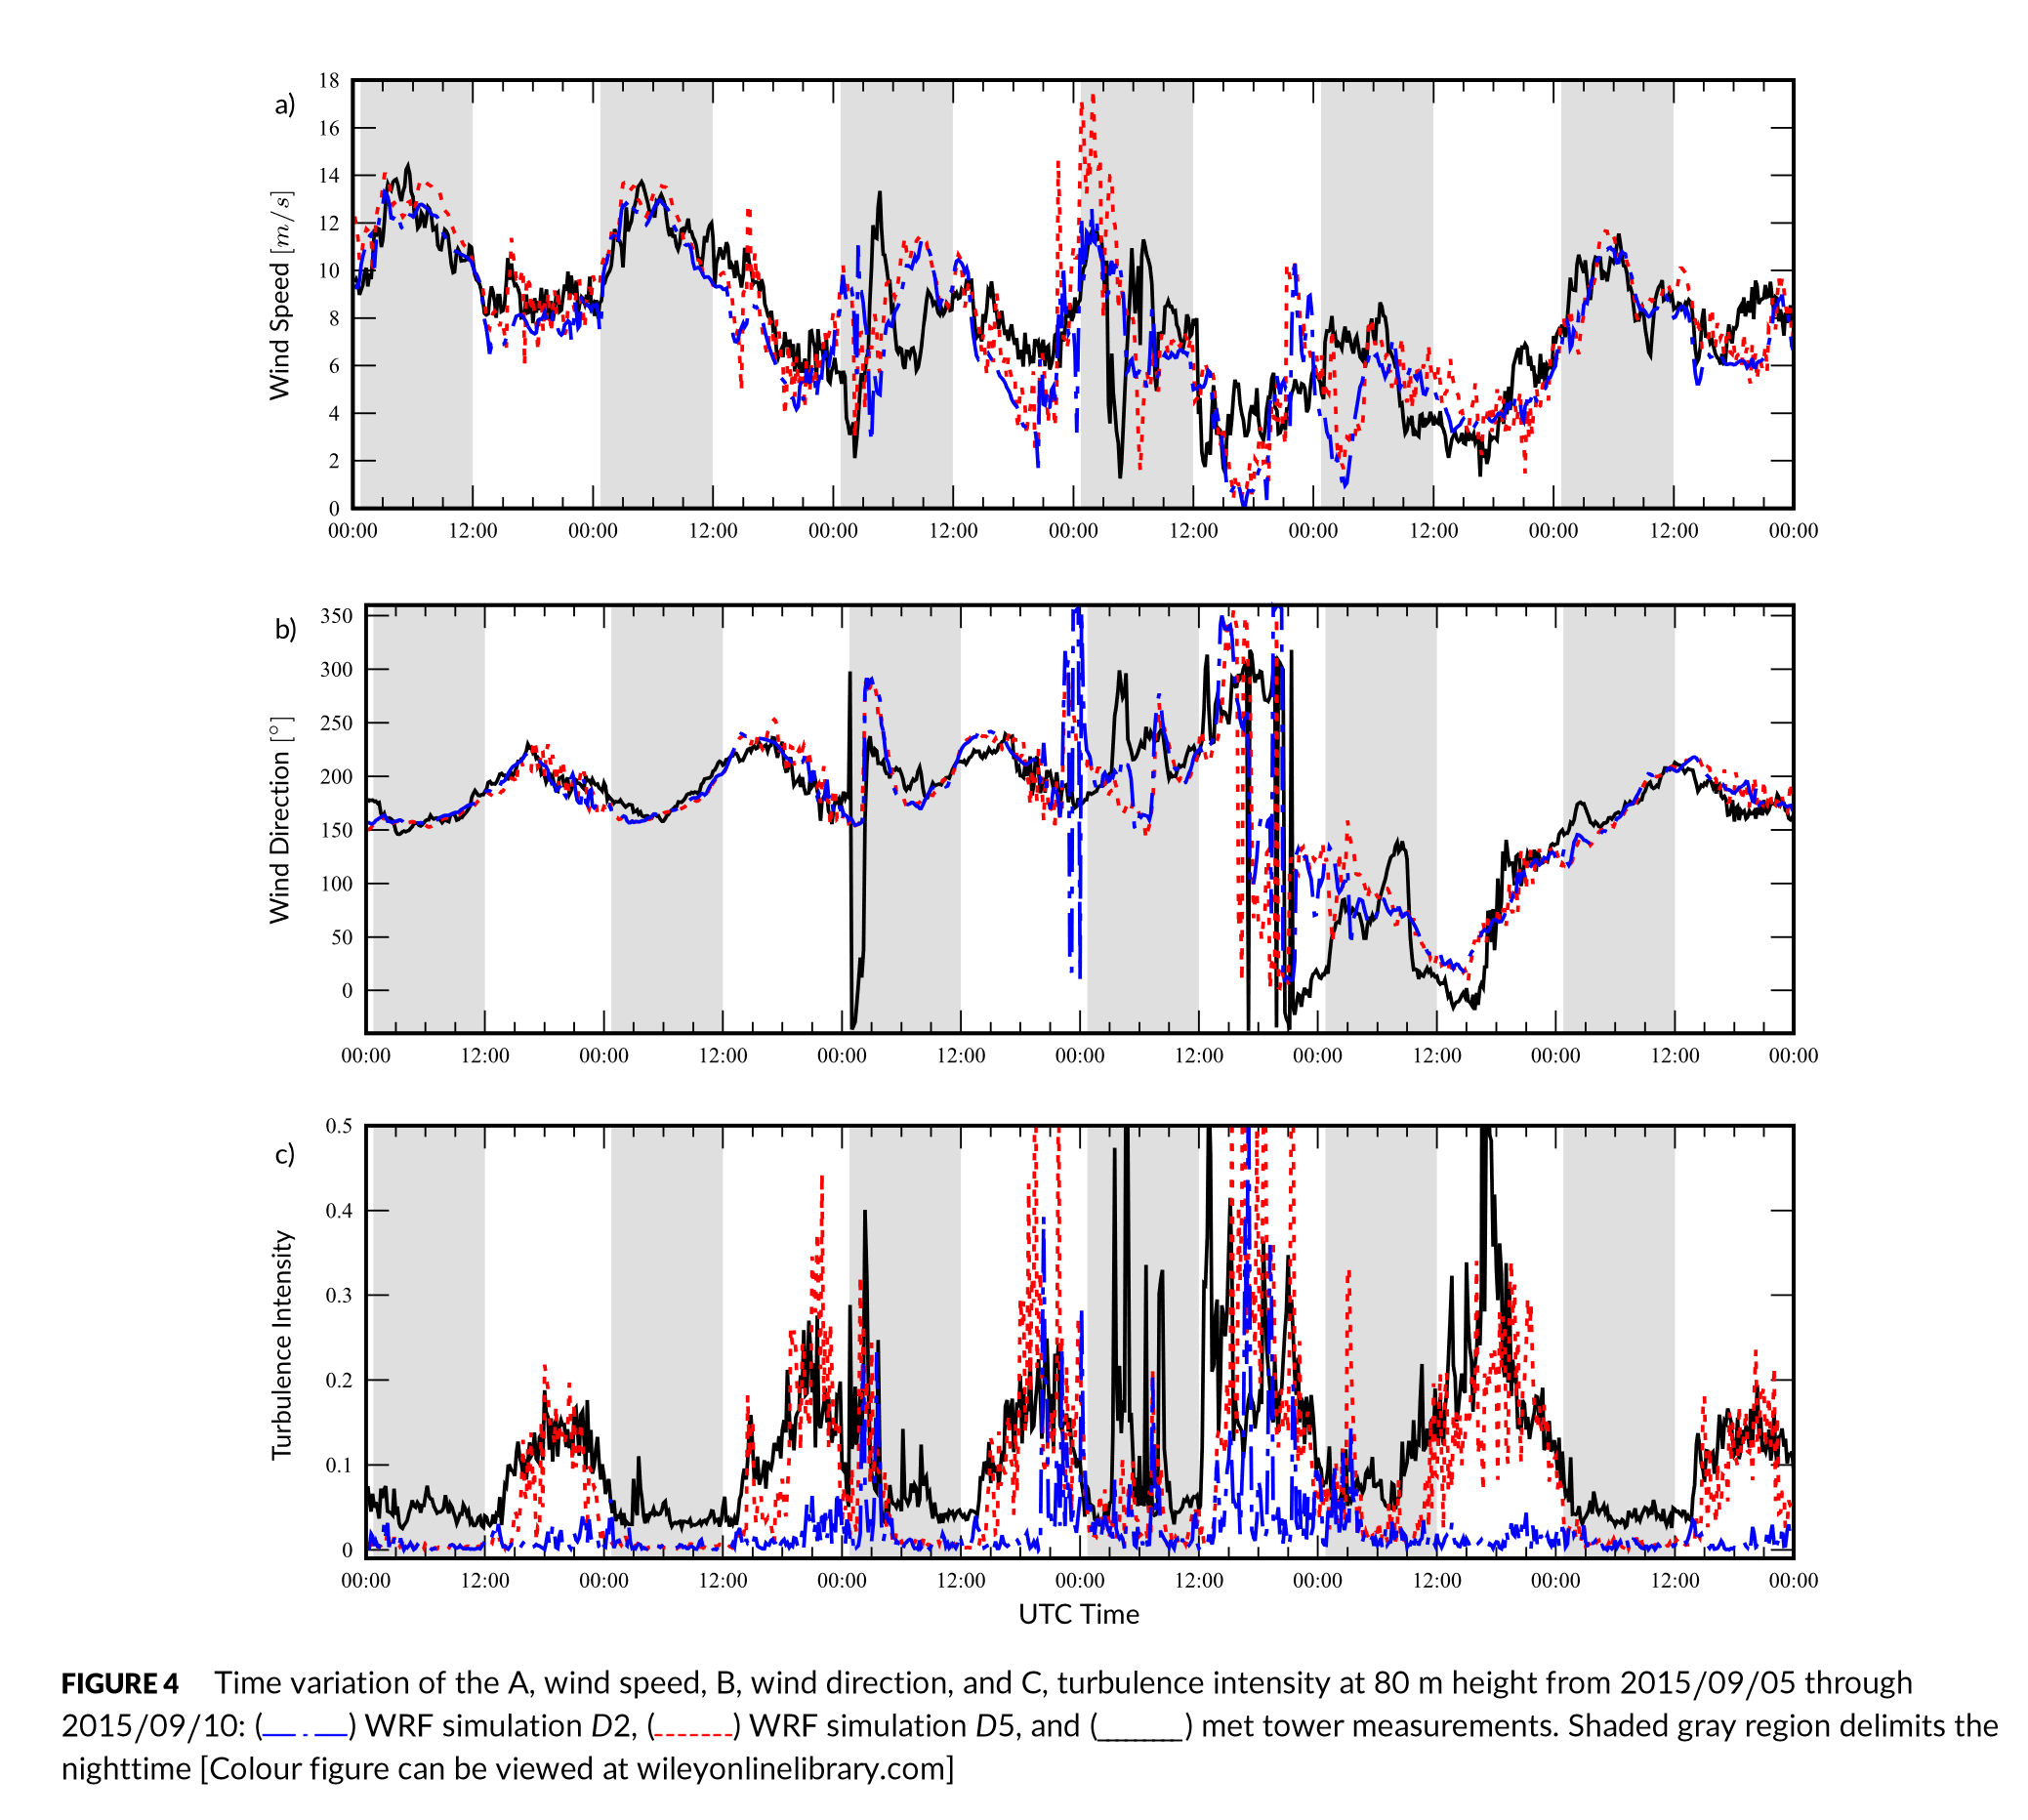 a)
18
16
14
12
10
8
6
4
2
0
Wind Speed [m/s]
00:00 12:00 00:00 12:00 00:00 12:00 00:00 12:00 00:00 12:00 00:00 12:00 00:00
b)
350
300
250
200
150
100
50
0
Wind Direction [°]
00:00 12:00 00:00 12:00 00:00 12:00 00:00 12:00 00:00 12:00 00:00 12:00 00:00
c)
0.5
0.4
0.3
0.2
0.1
0
Turbulence Intensity
00:00 12:00 00:00 12:00 00:00 12:00 00:00 12:00 00:00 12:00 00:00 12:00 00:00
UTC Time
FIGURE 4 Time variation of the A, wind speed, B, wind direction, and C, turbulence intensity at 80 m height from 2015/09/05 through
2015/09/10: (__ . __) WRF simulation D2, (--------) WRF simulation D5, and (________) met tower measurements. Shaded gray region delimits the
nighttime [Colour figure can be viewed at wileyonlinelibrary.com]